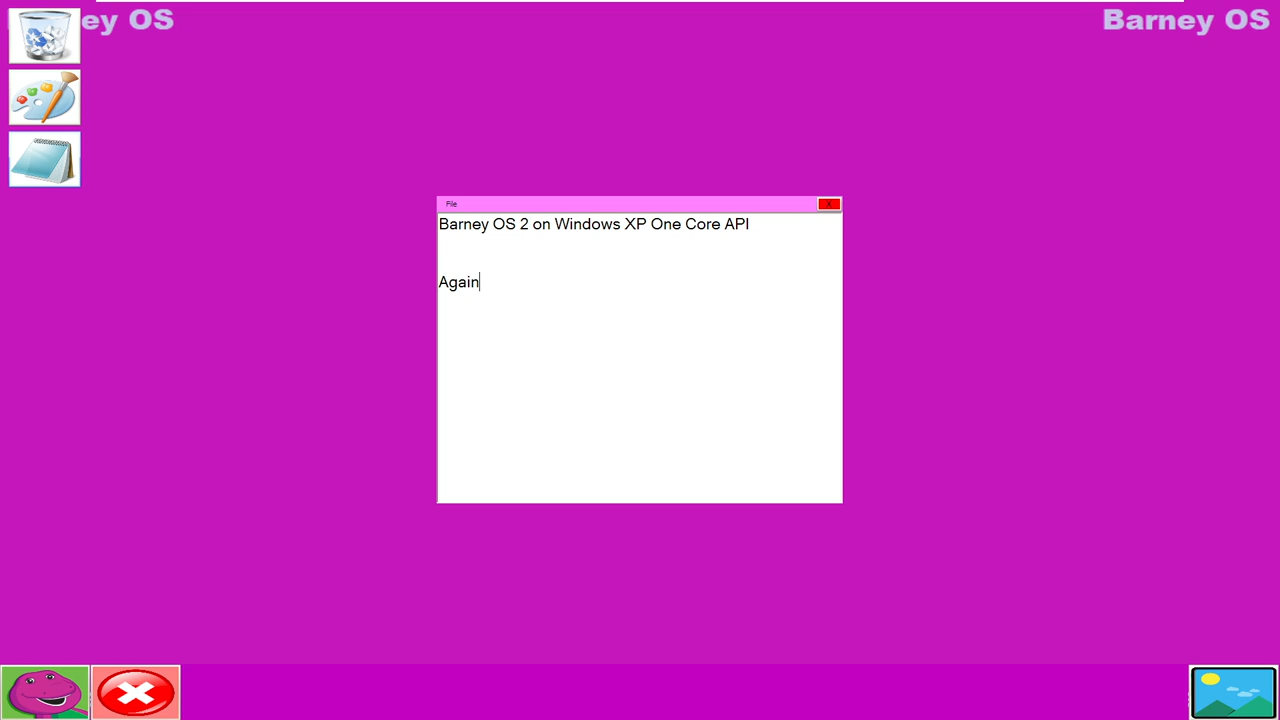 ey OS
Barney OS
File
X
Barney OS 2 on Windows XP One Core API
Again